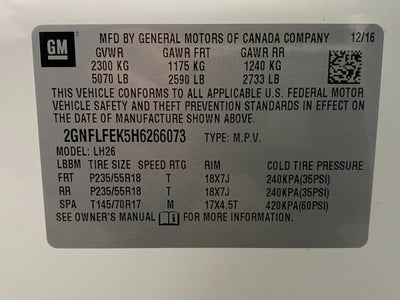 GM MFD BY GENERAL MOTORS OF CANADA COMPANY 12/16
GVWR GAWR FRT GAWR RR
2300 KG 1175 KG 1240 KG
5070 LB 2590 LB 2733 LB
THIS VEHICLE CONFORMS TO ALL APPLICABLE U.S. FEDERAL MOTOR
VEHICLE SAFETY AND THEFT PREVENTION STANDARDS IN EFFECT ON
THE DATE OF MANUFACTURE SHOWN ABOVE.
2GNFLFEK5H6266073 TYPE: M.P.V.
MODEL: LH26
LBBM TIRE SIZE SPEED RTG RIM COLD TIRE PRESSURE
FRT P235/55R18 T 18X7J 240KPA(35PSI)
RR P235/55R18 T 18X7J 240KPA(35PSI)
SPA T145/70R17 M 17X4.5T 420KPA(60PSI)
SEE OWNER'S MANUAL FOR MORE INFORMATION